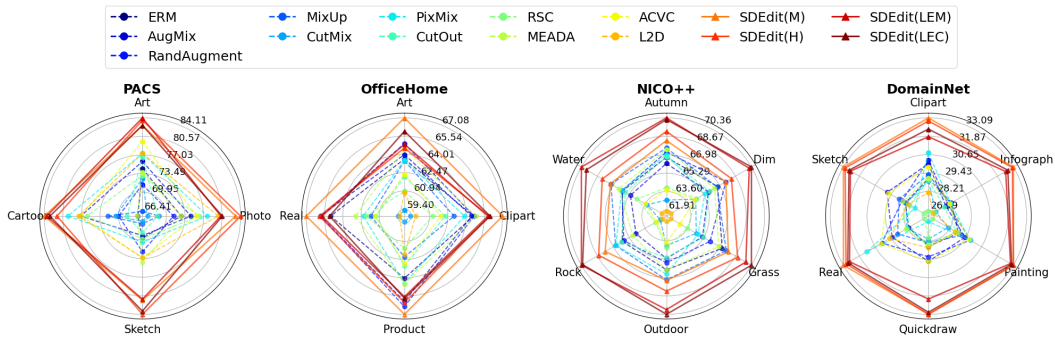 ERM MixUp PixMix RSC ACVC SDEdit(M) SDEdit(LEM)
AugMix CutMix CutOut MEADA L2D SDEdit(H) SDEdit(LEC)
RandAugment
PACS OfficeHome NICO++ DomainNet
Art Art Autumn Clipart
84.11 67.08 70.36 33.09
80.57 65.54 68.67 31.87
77.03 64.01 66.98 30.65
Water Dim Sketch Infograph
73.49 62.47 65.29 29.43
69.95 60.94 63.60 28.21
66.41 59.40 61.91
Cartoon Photo Real Clipart
Rock Grass Real Painting
Sketch Product Outdoor Quickdraw